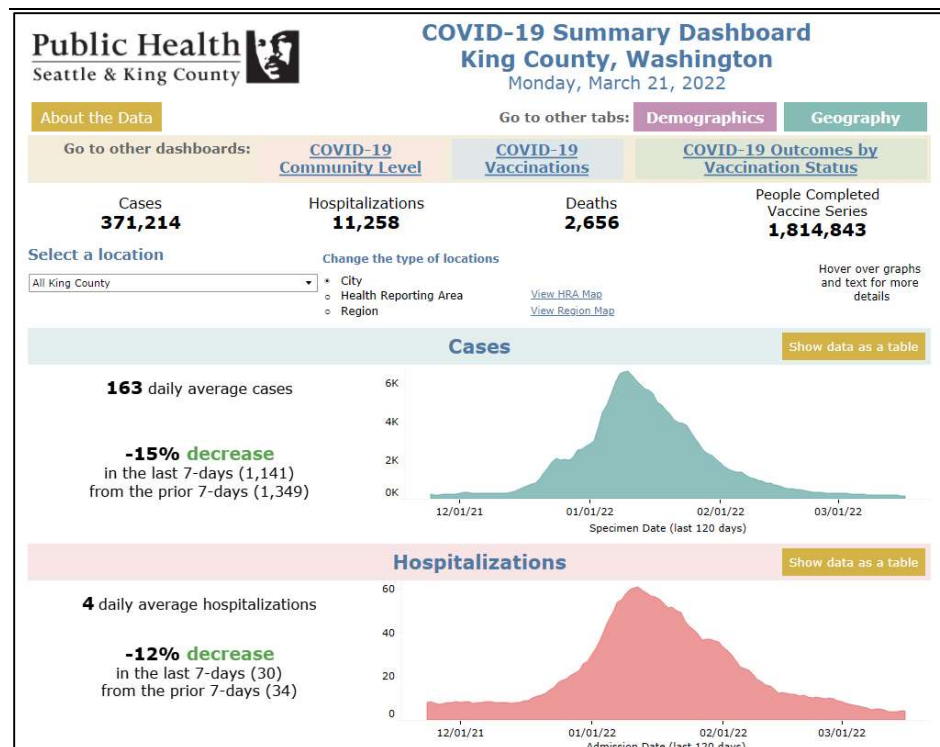 Public Health
Seattle & King County
COVID-19 Summary Dashboard
King County, Washington
Monday, March 21, 2022
About the Data
Go to other tabs:
Demographics
Geography
Go to other dashboards:
COVID-19
Community Level
COVID-19
Vaccinations
COVID-19 Outcomes by
Vaccination Status
Cases
371,214
Hospitalizations
11,258
Deaths
2,656
People Completed
Vaccine Series
1,814,843
Select a location
All King County
Change the type of locations
City
Health Reporting Area
Region
View HRA Map
View Region Map
Hover over graphs
and text for more
details
Cases
Show data as a table
163 daily average cases
-15% decrease
in the last 7-days (1,141)
from the prior 7-days (1,349)
6K
4K
2K
0K
12/01/21
01/01/22
02/01/22
03/01/22
Specimen Date (last 120 days)
Hospitalizations
Show data as a table
4 daily average hospitalizations
-12% decrease
in the last 7-days (30)
from the prior 7-days (34)
60
40
20
0
12/01/21
01/01/22
02/01/22
03/01/22
Admission Date (last 120 days)